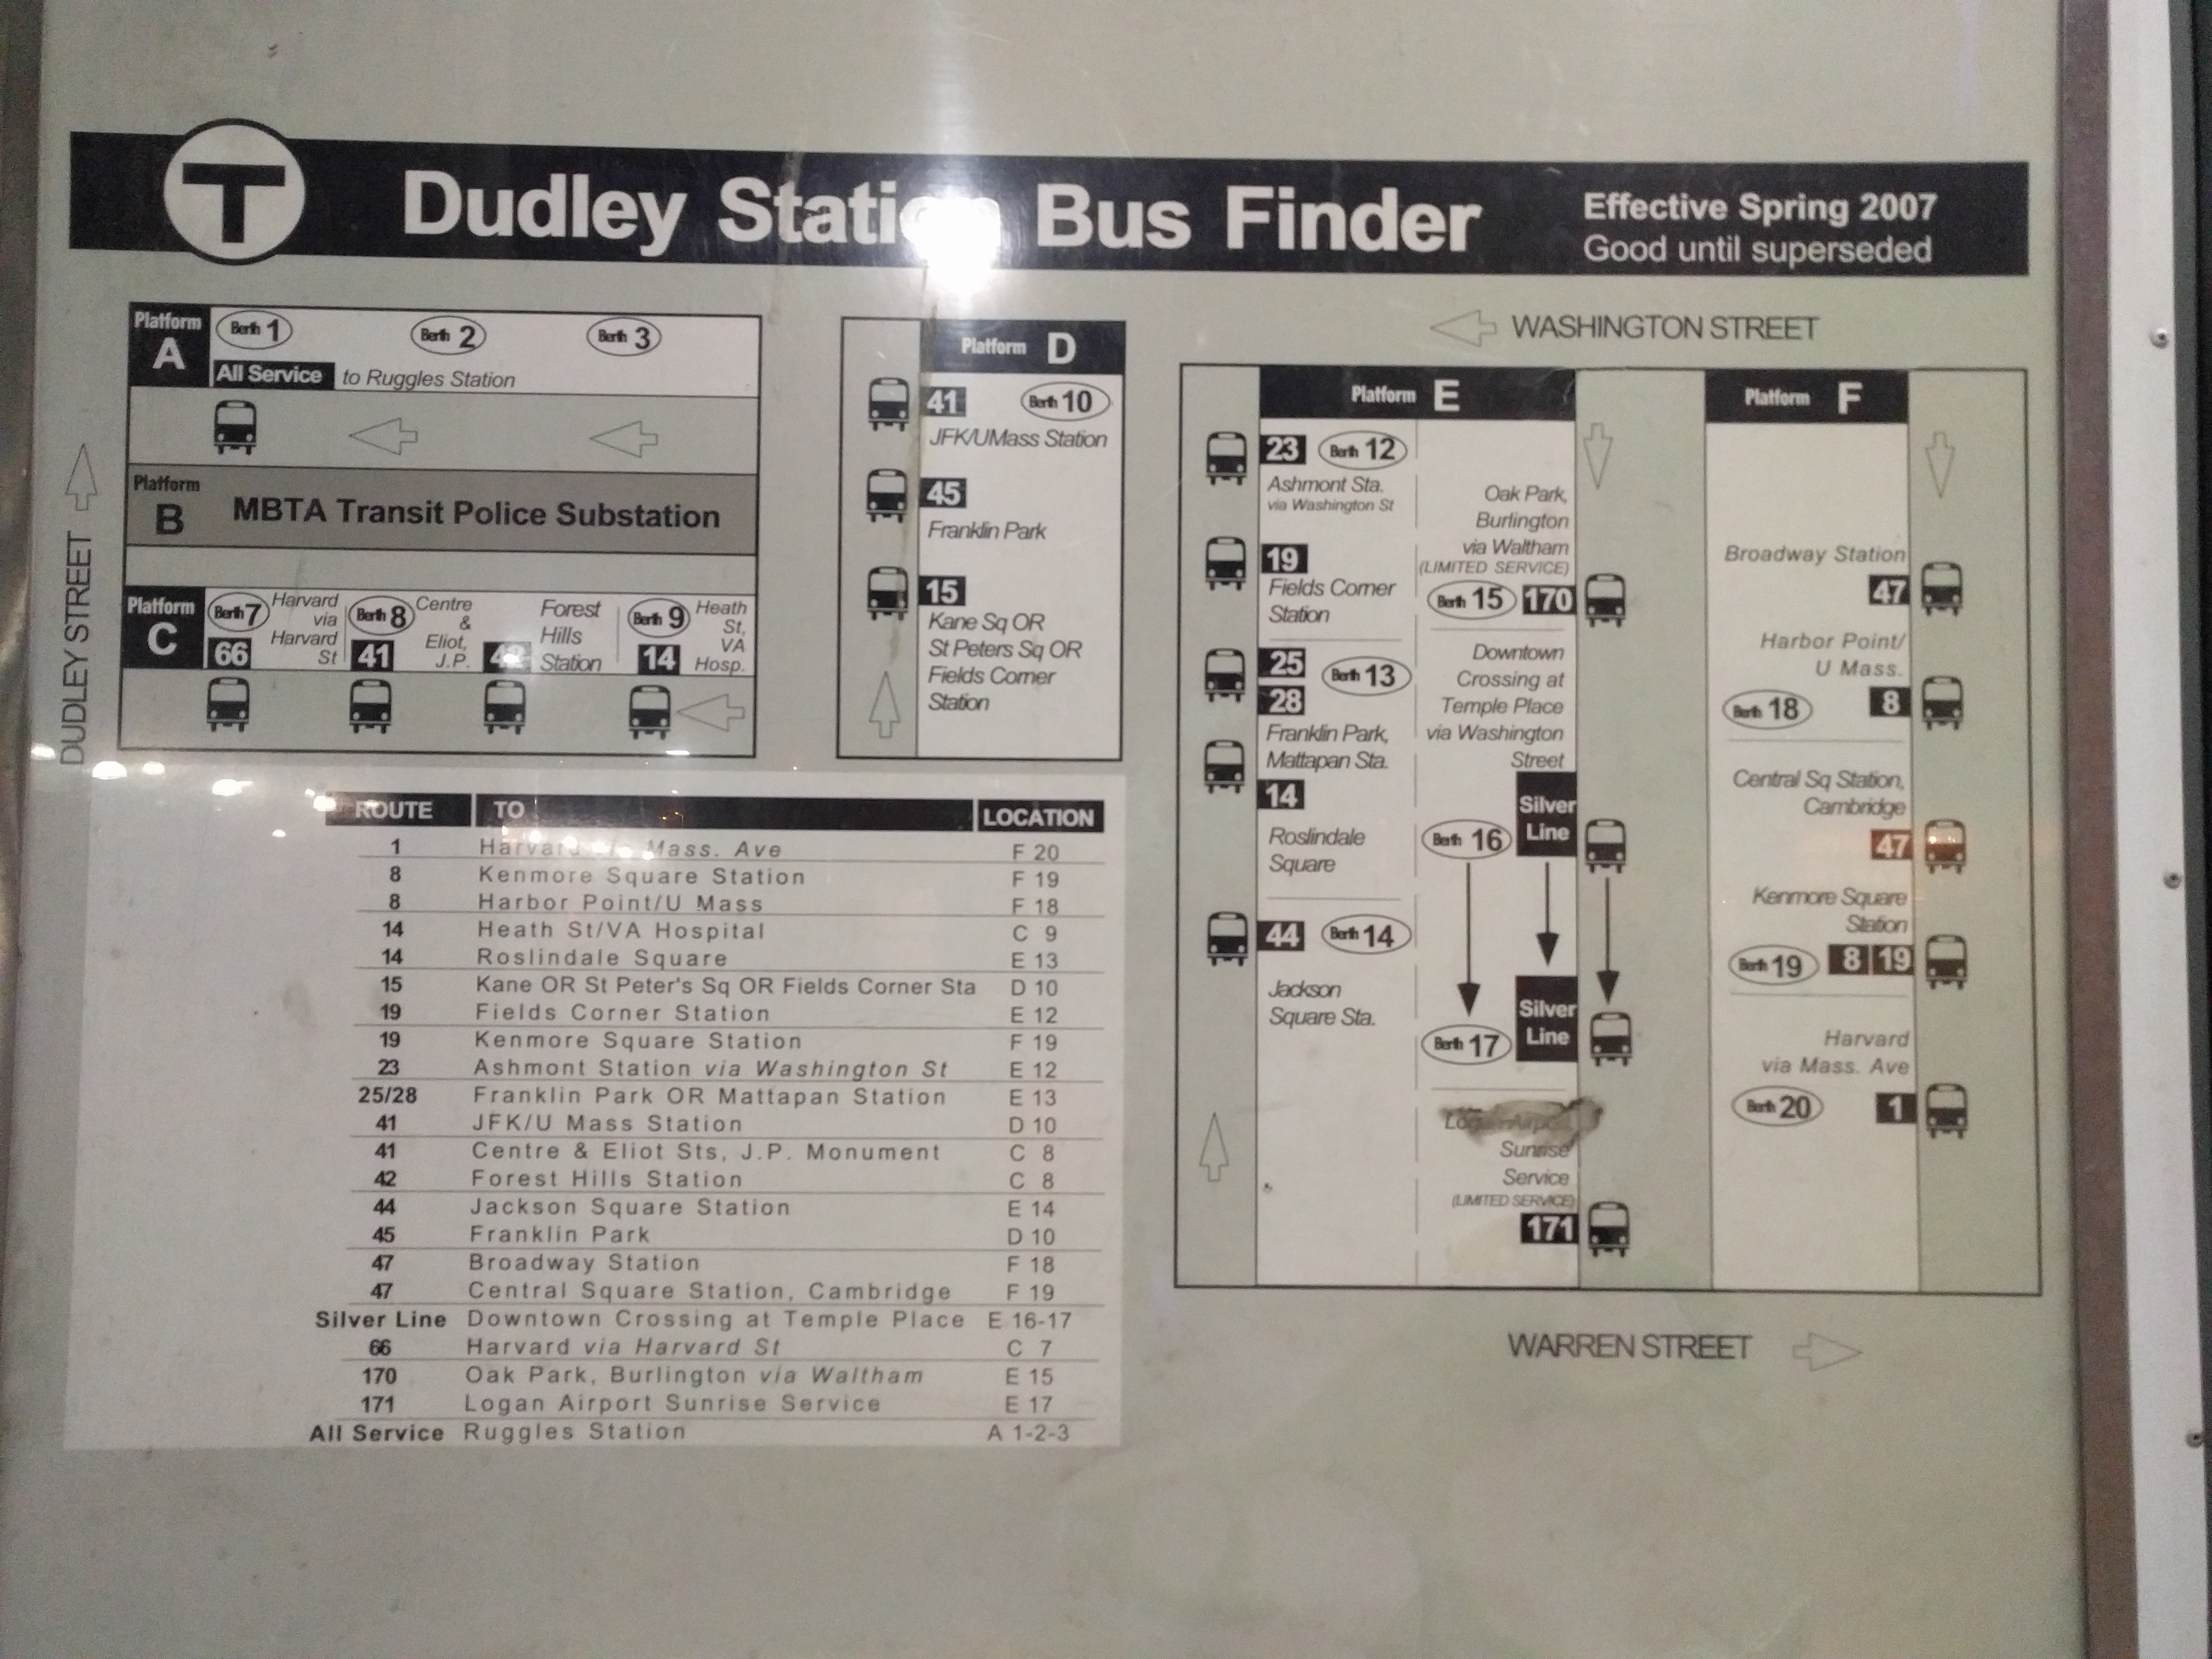 T
Dudley Station Bus Finder
Effective Spring 2007
Good until superseded
Platform A
Berth 1
Berth 2
Berth 3
All Service to Ruggles Station
Platform B
MBTA Transit Police Substation
Platform C
Berth 7
66
Harvard
via
Harvard
St
Berth 8
41
Centre
&
Eliot,
J.P.
42
Forest
Hills
Station
Berth 9
14
Heath
St,
VA
Hosp.
DUDLEY STREET
Platform D
41 Berth 10
JFK/UMass Station
45
Franklin Park
15
Kane Sq OR
St Peters Sq OR
Fields Corner
Station
WASHINGTON STREET
Platform E
23 Berth 12
Ashmont Sta.
via Washington St
19
Fields Corner
Station
25 Berth 13
28
Franklin Park,
Mattapan Sta.
14
Roslindale
Square
44 Berth 14
Jackson
Square Sta.
Oak Park,
Burlington
via Waltham
(LIMITED SERVICE)
Berth 15 170
Downtown
Crossing at
Temple Place
via Washington
Street
Berth 16 Silver
Line
Berth 17 Silver
Line
Logan Airport
Sunrise
Service
(LIMITED SERVICE)
171
Platform F
Broadway Station
47
Harbor Point/
U Mass.
Berth 18 8
Central Sq Station,
Cambridge
47
Kenmore Square
Station
Berth 19 8 19
Harvard
via Mass. Ave
Berth 20 1
WARREN STREET
ROUTE TO LOCATION
1 Harvard via Mass. Ave F 20
8 Kenmore Square Station F 19
8 Harbor Point/U Mass F 18
14 Heath St/VA Hospital C 9
14 Roslindale Square E 13
15 Kane OR St Peter's Sq OR Fields Corner Sta D 10
19 Fields Corner Station E 12
19 Kenmore Square Station F 19
23 Ashmont Station via Washington St E 12
25/28 Franklin Park OR Mattapan Station E 13
41 JFK/U Mass Station D 10
41 Centre & Eliot Sts, J.P. Monument C 8
42 Forest Hills Station C 8
44 Jackson Square Station E 14
45 Franklin Park D 10
47 Broadway Station F 18
47 Central Square Station, Cambridge F 19
Silver Line Downtown Crossing at Temple Place E 16-17
66 Harvard via Harvard St C 7
170 Oak Park, Burlington via Waltham E 15
171 Logan Airport Sunrise Service E 17
All Service Ruggles Station A 1-2-3